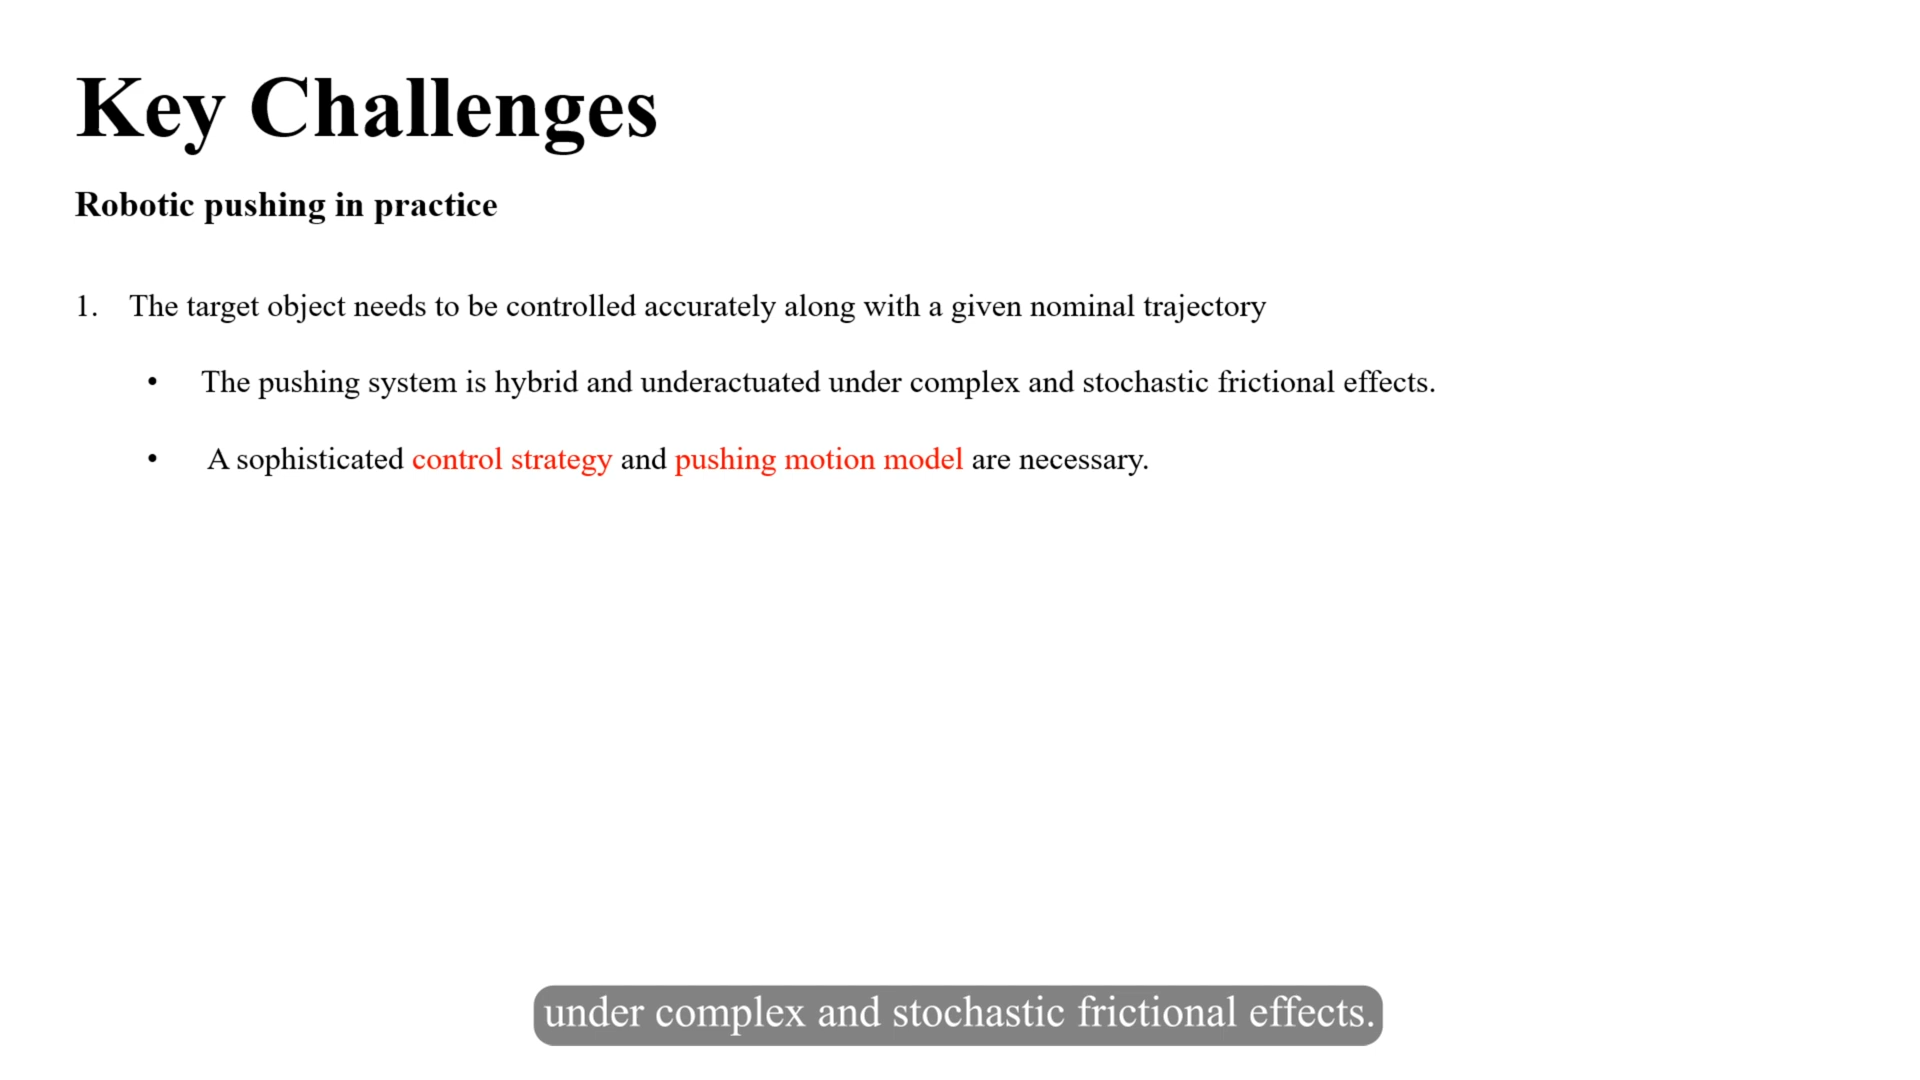 Key Challenges
Robotic pushing in practice
1. The target object needs to be controlled accurately along with a given nominal trajectory
• The pushing system is hybrid and underactuated under complex and stochastic frictional effects.
• A sophisticated control strategy and pushing motion model are necessary.
under complex and stochastic frictional effects.